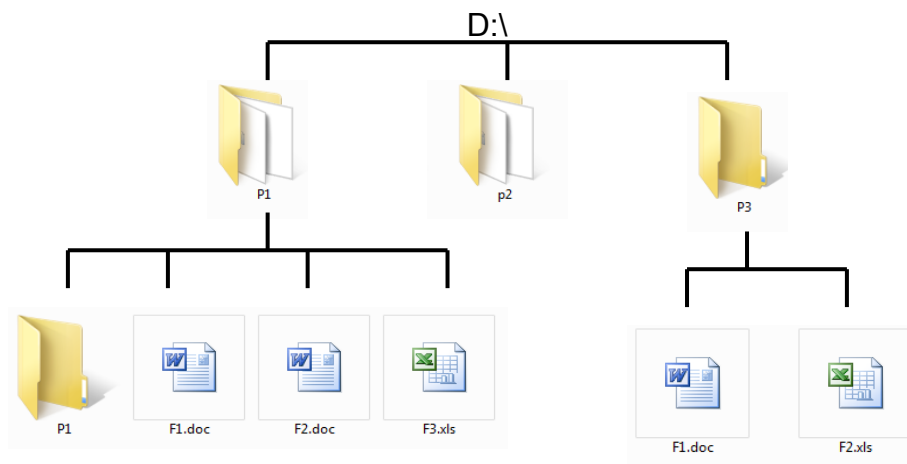 D:\
P1
p2
P3
P1
F1.doc
F2.doc
F3.xls
F1.doc
F2.xls